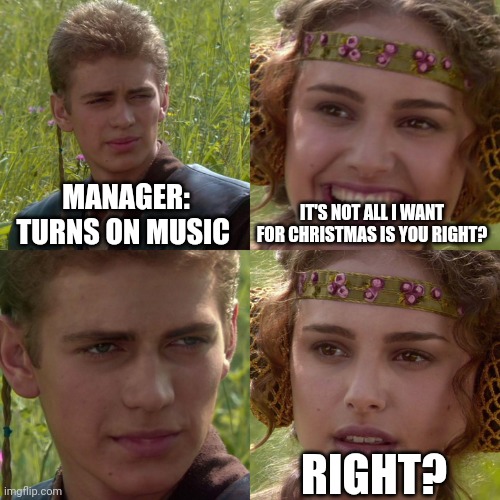 MANAGER:
TURNS ON MUSIC
IT'S NOT ALL I WANT
FOR CHRISTMAS IS YOU RIGHT?
RIGHT?
imgflip.com